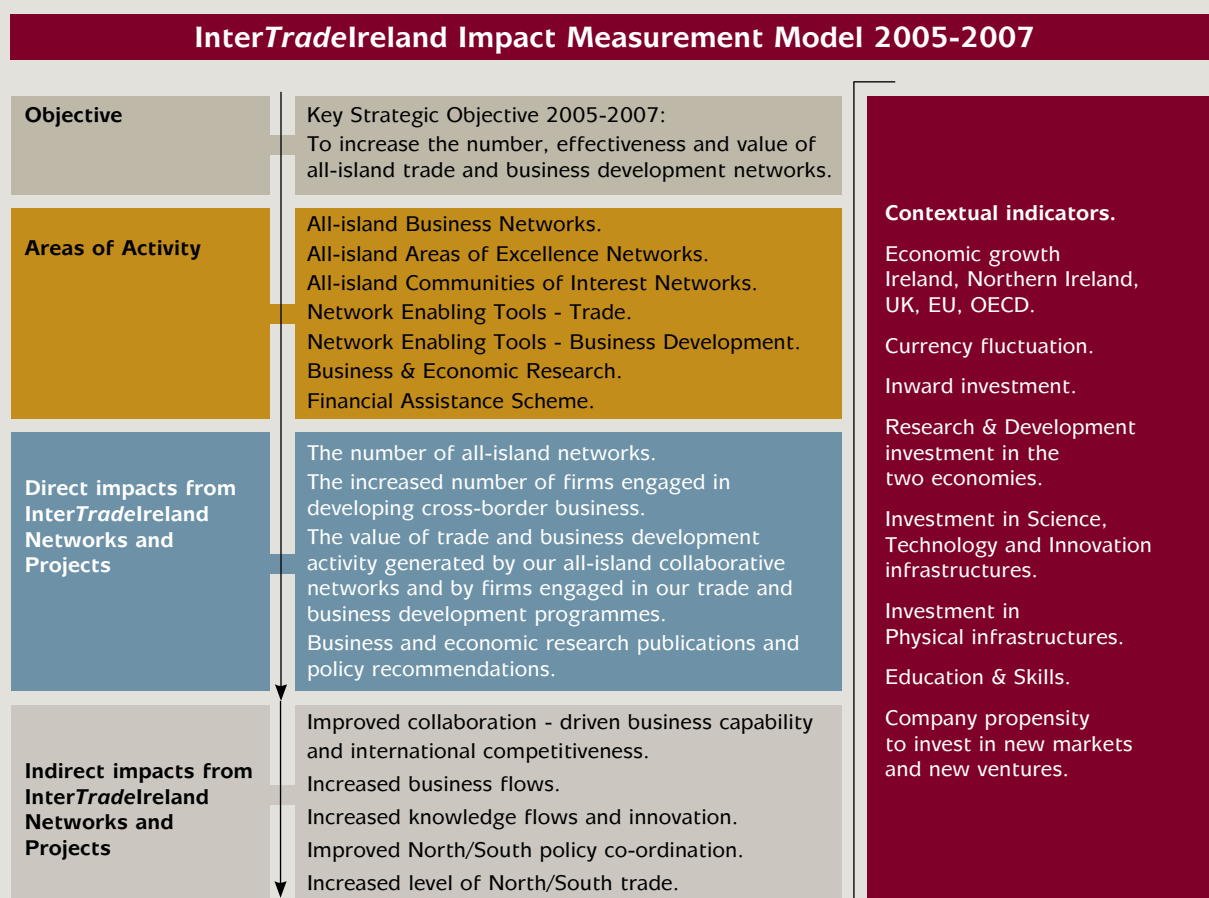 InterTradeIreland Impact Measurement Model 2005-2007
Objective
Key Strategic Objective 2005-2007:
To increase the number, effectiveness and value of
all-island trade and business development networks.
Areas of Activity
All-island Business Networks.
All-island Areas of Excellence Networks.
All-island Communities of Interest Networks.
Network Enabling Tools - Trade.
Network Enabling Tools - Business Development.
Business & Economic Research.
Financial Assistance Scheme.
Direct impacts from
InterTradeIreland
Networks and
Projects
The number of all-island networks.
The increased number of firms engaged in
developing cross-border business.
The value of trade and business development
activity generated by our all-island collaborative
networks and by firms engaged in our trade and
business development programmes.
Business and economic research publications and
policy recommendations.
Indirect impacts from
InterTradeIreland
Networks and
Projects
Improved collaboration - driven business capability
and international competitiveness.
Increased business flows.
Increased knowledge flows and innovation.
Improved North/South policy co-ordination.
Increased level of North/South trade.
Contextual indicators.
Economic growth
Ireland, Northern Ireland,
UK, EU, OECD.
Currency fluctuation.
Inward investment.
Research & Development
investment in the
two economies.
Investment in Science,
Technology and Innovation
infrastructures.
Investment in
Physical infrastructures.
Education & Skills.
Company propensity
to invest in new markets
and new ventures.